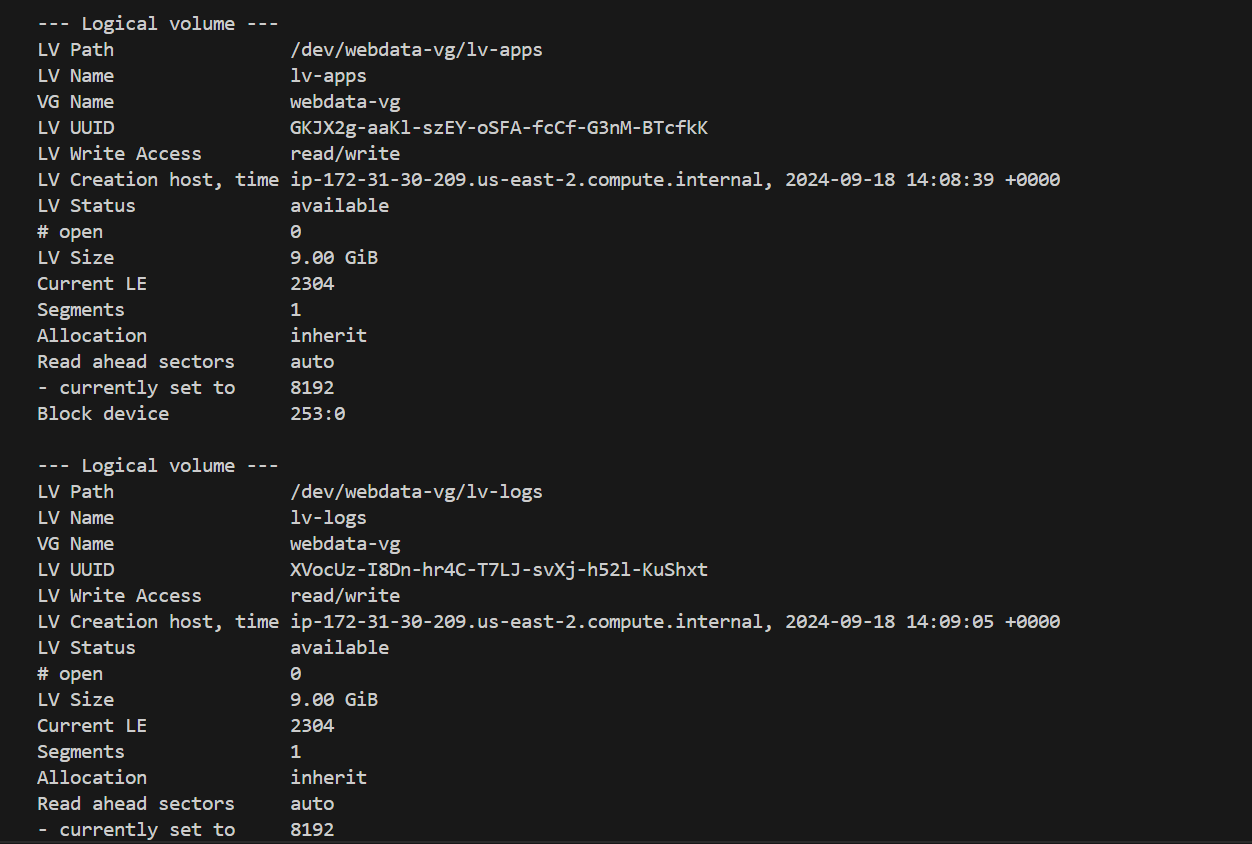 --- Logical volume ---
LV Path                /dev/webdata-vg/lv-apps
LV Name                lv-apps
VG Name                webdata-vg
LV UUID                GKJX2g-aaKl-szEY-oSFA-fcCf-G3nM-BTcfkK
LV Write Access        read/write
LV Creation host, time ip-172-31-30-209.us-east-2.compute.internal, 2024-09-18 14:08:39 +0000
LV Status              available
# open                 0
LV Size                9.00 GiB
Current LE             2304
Segments               1
Allocation             inherit
Read ahead sectors     auto
- currently set to     8192
Block device           253:0

--- Logical volume ---
LV Path                /dev/webdata-vg/lv-logs
LV Name                lv-logs
VG Name                webdata-vg
LV UUID                XVocUz-I8Dn-hr4C-T7LJ-svXj-h52l-KuShxt
LV Write Access        read/write
LV Creation host, time ip-172-31-30-209.us-east-2.compute.internal, 2024-09-18 14:09:05 +0000
LV Status              available
# open                 0
LV Size                9.00 GiB
Current LE             2304
Segments               1
Allocation             inherit
Read ahead sectors     auto
- currently set to     8192